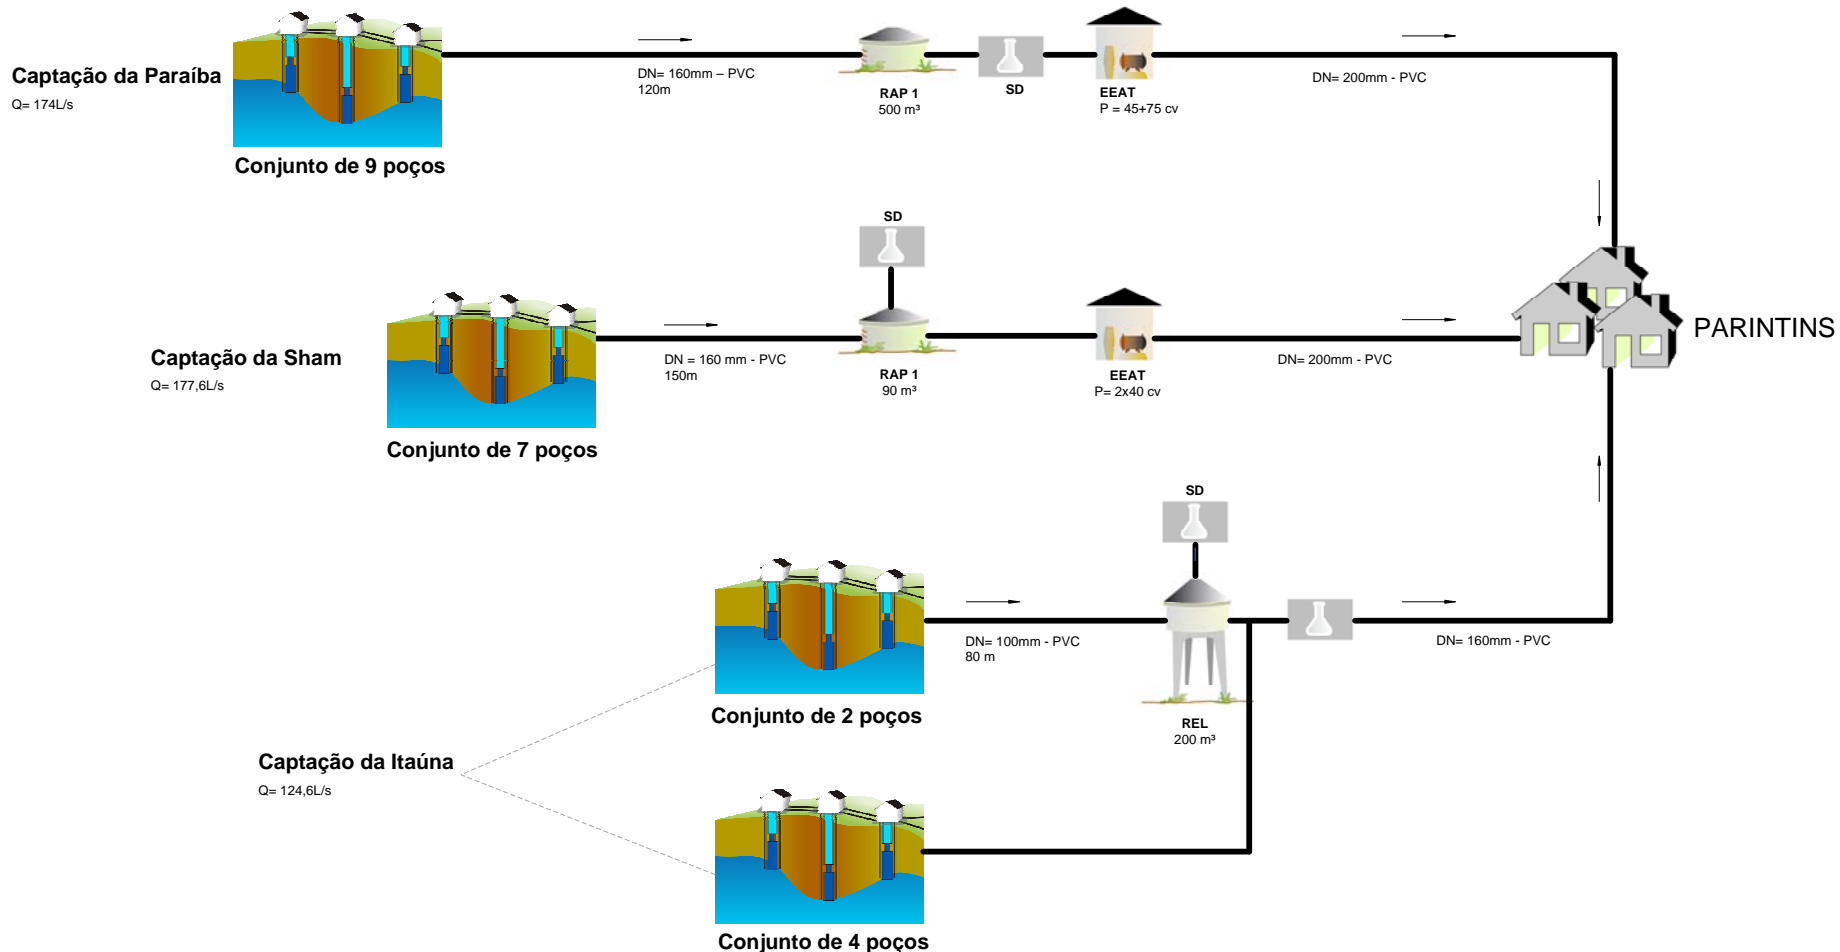 Captação da Paraíba
Q= 174L/s
Conjunto de 9 poços
DN= 160mm – PVC
120m
RAP 1
500 m³
SD
EEAT
P = 45+75 cv
DN= 200mm - PVC
Captação da Sham
Q= 177,6L/s
Conjunto de 7 poços
DN = 160 mm - PVC
150m
SD
RAP 1
90 m³
EEAT
P= 2x40 cv
DN= 200mm - PVC
PARINTINS
Captação da Itaúna
Q= 124,6L/s
Conjunto de 2 poços
DN= 100mm - PVC
80 m
SD
REL
200 m³
DN= 160mm - PVC
Conjunto de 4 poços